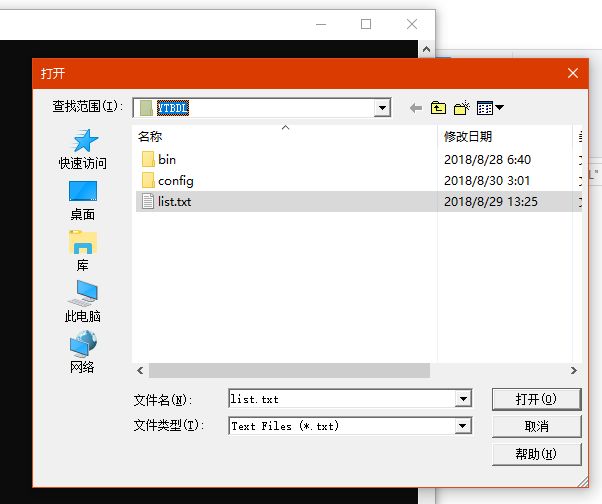 打开
查找范围(I):
YTBDL
名称
修改日期
bin
2018/8/28 6:40
config
2018/8/30 3:01
list.txt
2018/8/29 13:25
快速访问
桌面
库
此电脑
网络
文件名(N):
list.txt
打开(O)
文件类型(T):
Text Files (*.txt)
取消
帮助(H)